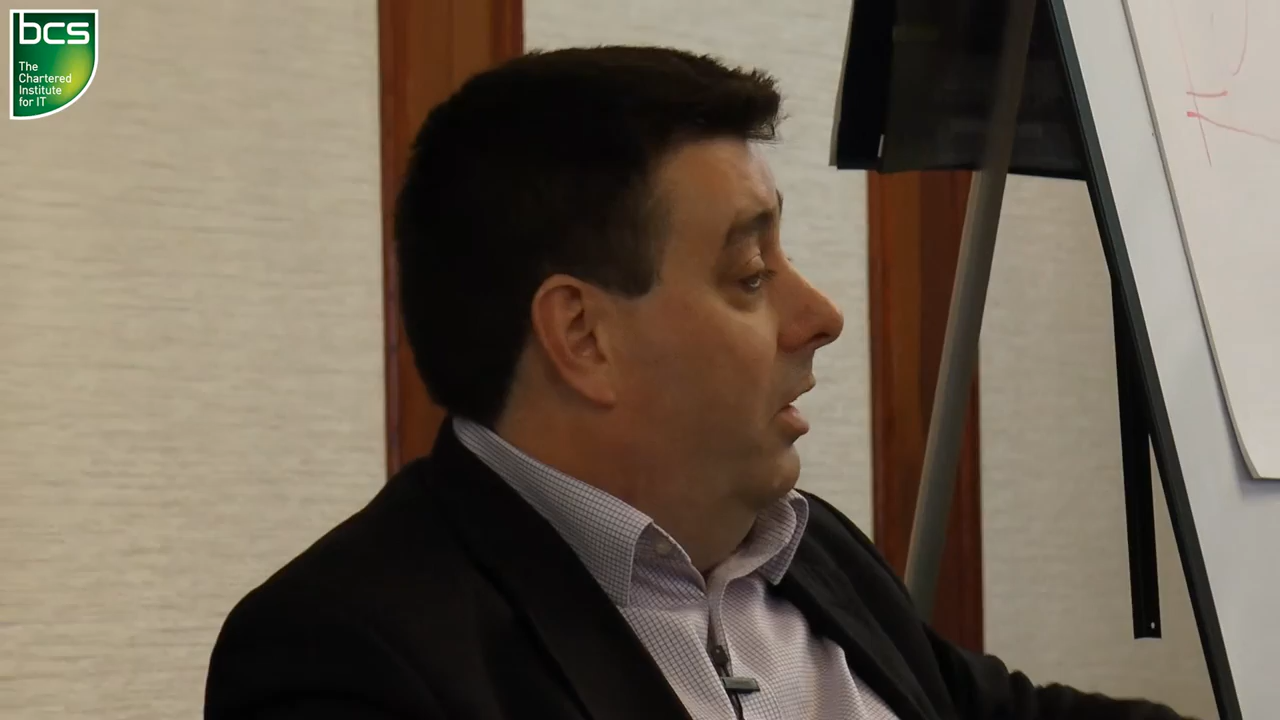 bcs
The
Chartered
Institute
for IT